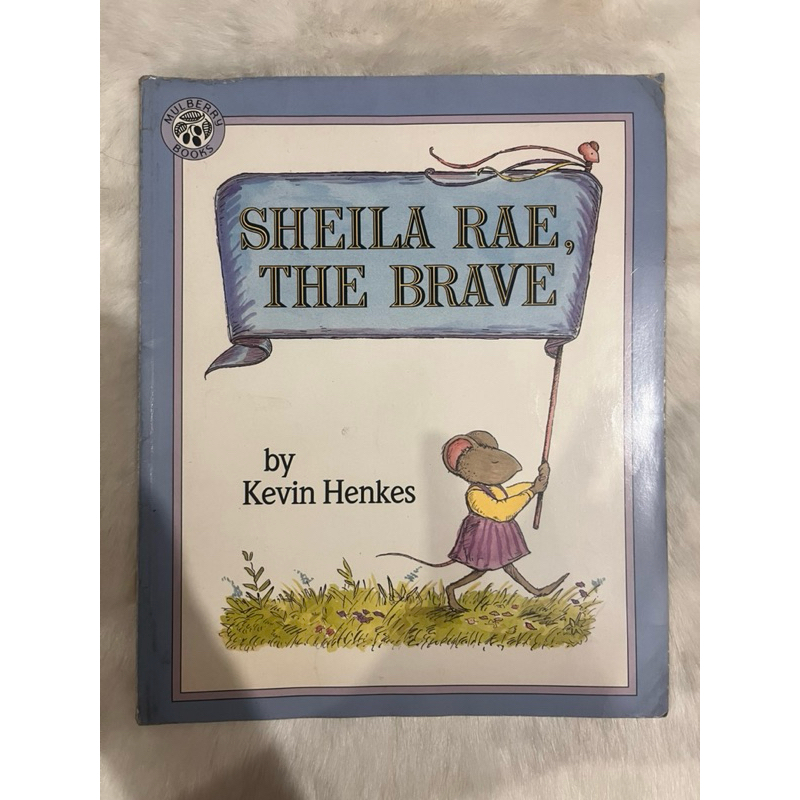 MULBERRY
BOOKS
SHEILA RAE,
THE BRAVE
by
Kevin Henkes